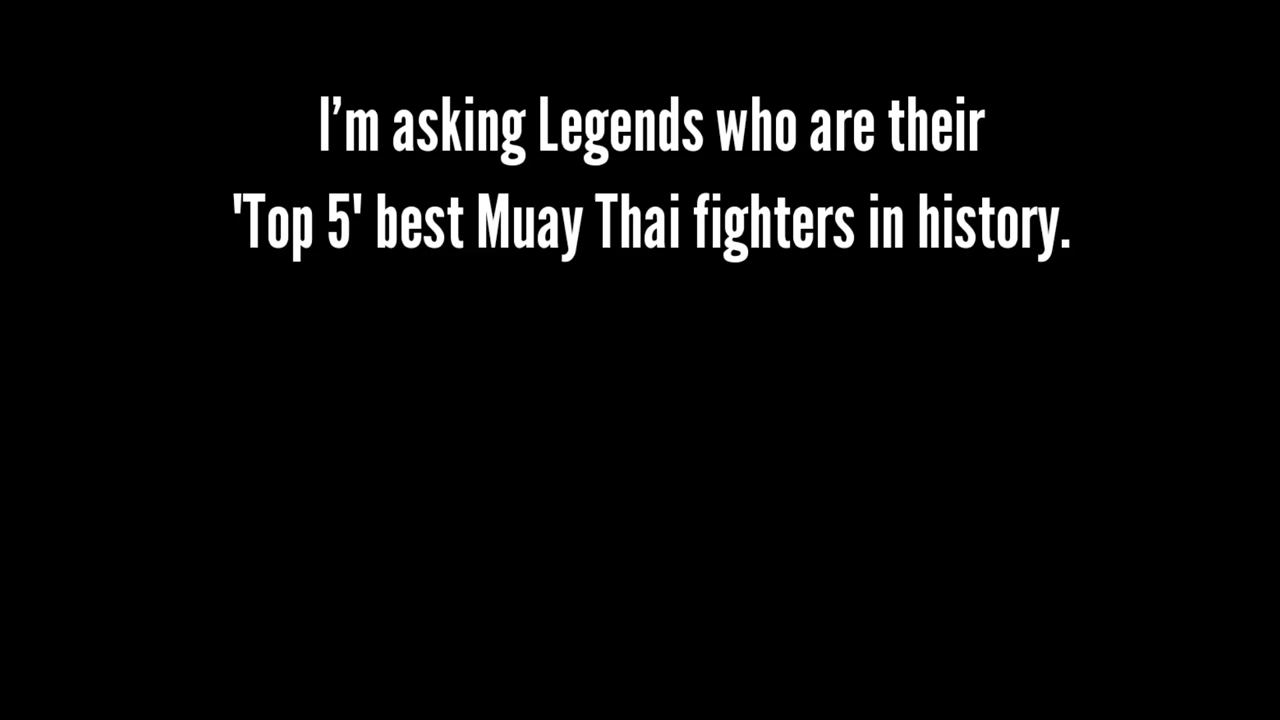 I’m asking Legends who are their
'Top 5' best Muay Thai fighters in history.